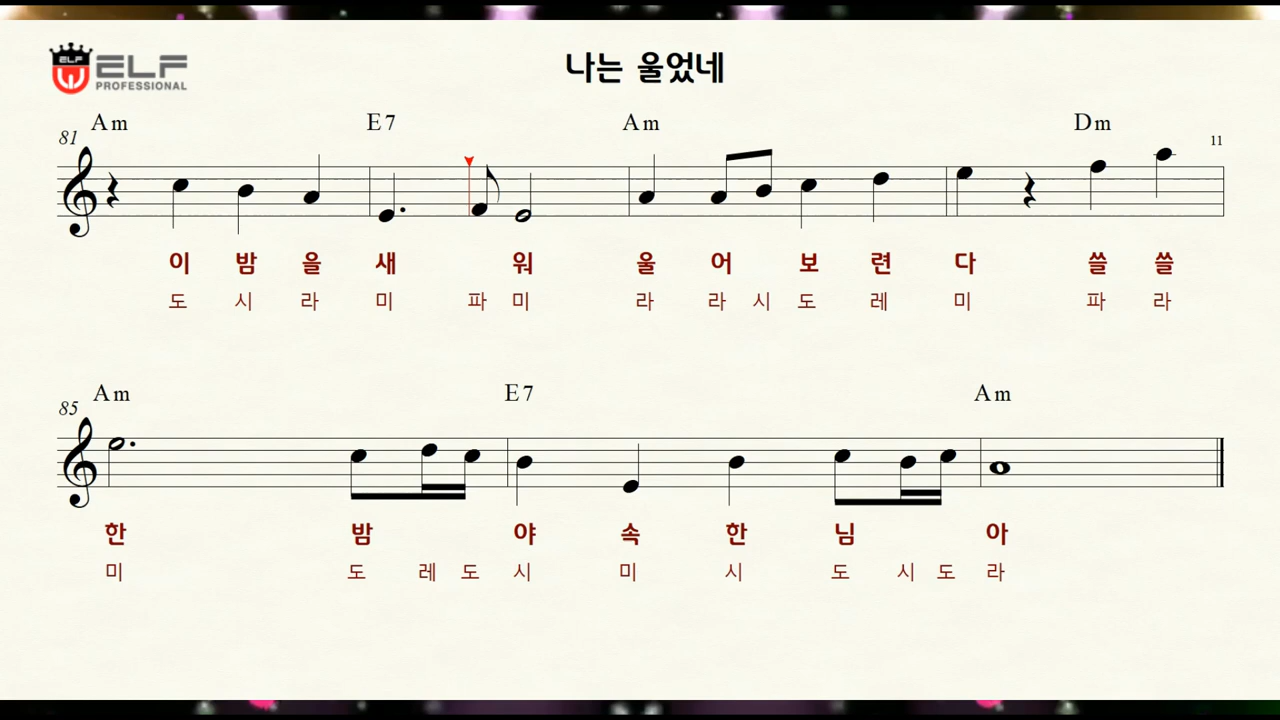 ELF
ELF
PROFESSIONAL
나는 울었네
Am E7 Am Dm
81 11
이 밤 을 새 워 울 어 보 련 다 쓸 쓸
도 시 라 미 파 미 라 라 시 도 레 미 파 라
Am E7 Am
85
한 밤 야 속 한 님 아
미 도 레 도 시 미 시 도 시 도 라